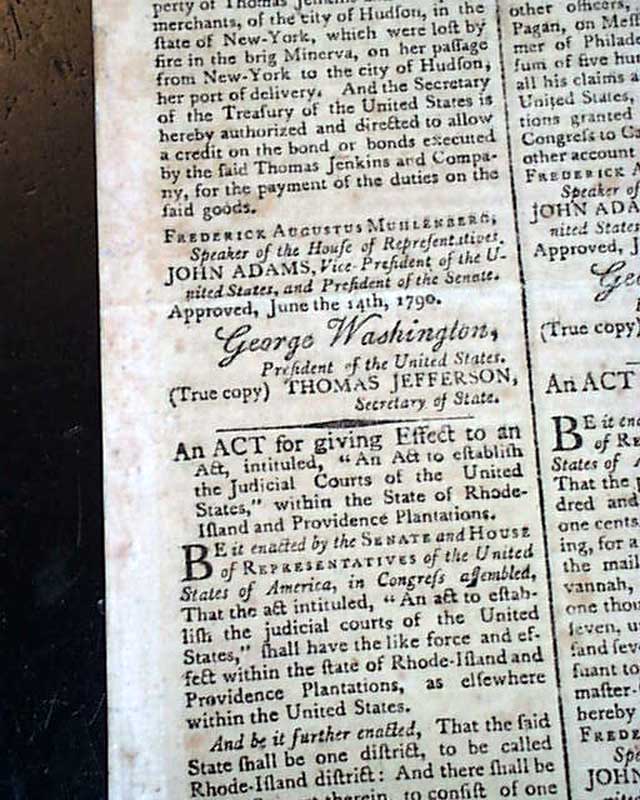 perty of Thomas Jenkins and
merchants, of the city of Hudſon, in the
ſtate of New-York, which were loſt by
fire in the brig Minerva, on her paſſage
from New-York to the city of Hudſon,
her port of delivery. And the Secretary
of the Treaſury of the United States is
hereby authorized and directed to allow
a credit on the bond or bonds executed
by the ſaid Thomas Jenkins and Compa-
ny, for the payment of the duties on the
ſaid goods.
FREDERICK AUGUSTUS MUHLENBERG,
Speaker of the Houſe of Repreſentatives.
JOHN ADAMS, Vice-Preſident of the U-
nited States, and Preſident of the Senate.
Approved, June the 14th, 1790.
George Waſhington,
Preſident of the United States.
(True copy) THOMAS JEFFERSON,
Secretary of State.
An ACT for giving Effect to an
Act, intituled, “An Act to eſtabliſh
the Judicial Courts of the United
States,” within the State of Rhode-
Iſland and Providence Plantations.
BE it enacted by the SENATE and HOUSE
of REPRESENTATIVES of the United
States of America, in Congreſs aſſembled,
That the act intituled, “An act to eſtab-
liſh the judicial courts of the United
States,” ſhall have the like force and ef-
fect within the ſtate of Rhode-Iſland and
Providence Plantations, as elſewhere
within the United States.
And be it further enacted, That the ſaid
State ſhall be one diſtrict, to be called
Rhode-Iſland diſtrict: And there ſhall be
therein, to conſiſt of one
other officers,
Pagan, on
mer of
ſum of five
all his claims
United States,
tions granted
Congreſs to
other account
FREDERICK
Speaker of
JOHN
nited States
Approved,
(True copy)
An ACT
BE it
of
States of
That the
dred and
one cents,
ing, for a
the mail
vannah,
one
ſeven,
ſand
ſuant to
maſter-
hereby
JOHN